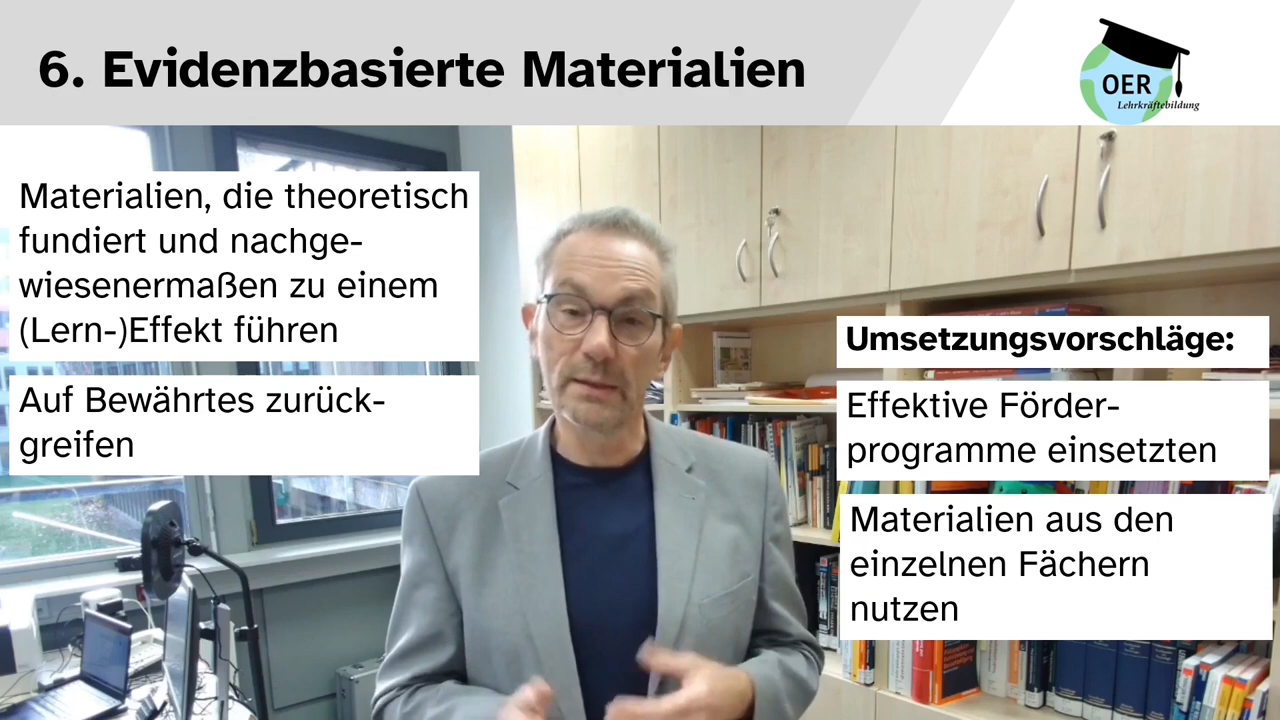 6. Evidenzbasierte Materialien
OER
Lehrkräftebildung
Materialien, die theoretisch
fundiert und nachge-
wiesenermaßen zu einem
(Lern-)Effekt führen
Auf Bewährtes zurück-
greifen
Umsetzungsvorschläge:
Effektive Förder-
programme einsetzten
Materialien aus den
einzelnen Fächern
nutzen